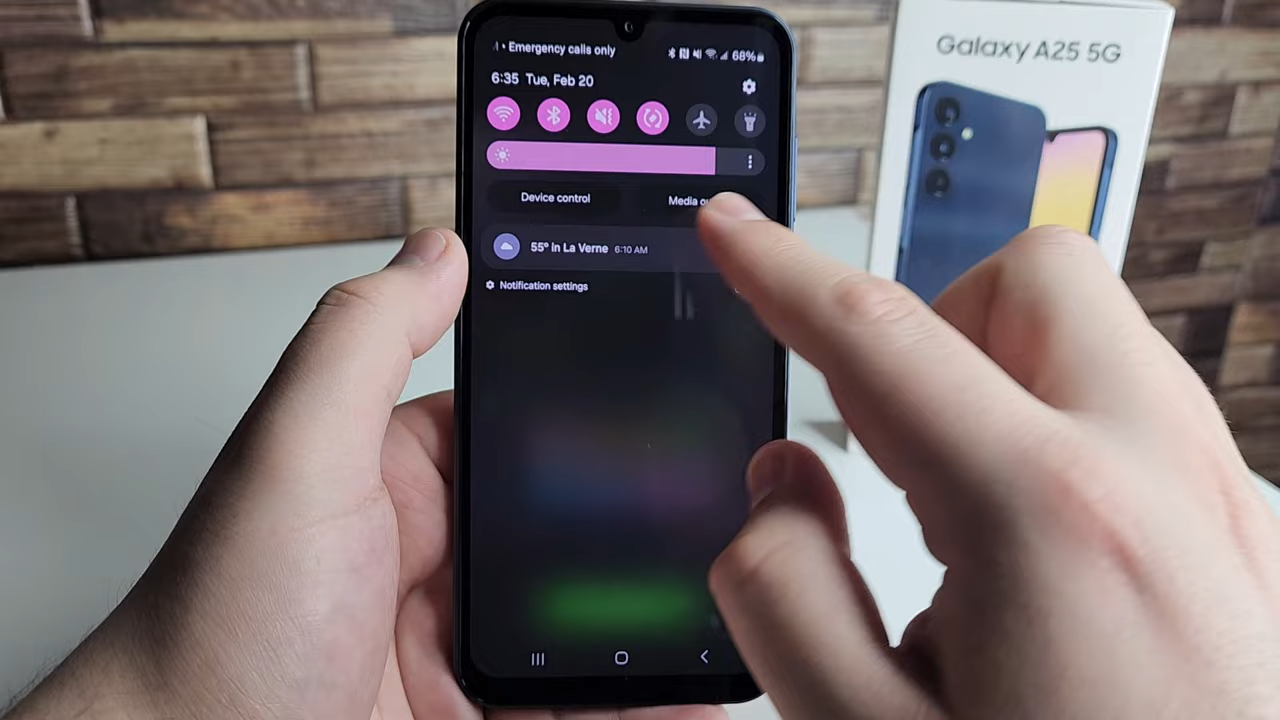 Emergency calls only
68%
6:35 Tue, Feb 20
Device control
Media
55° in La Verne 6:10 AM
Notification settings
Galaxy A25 5G